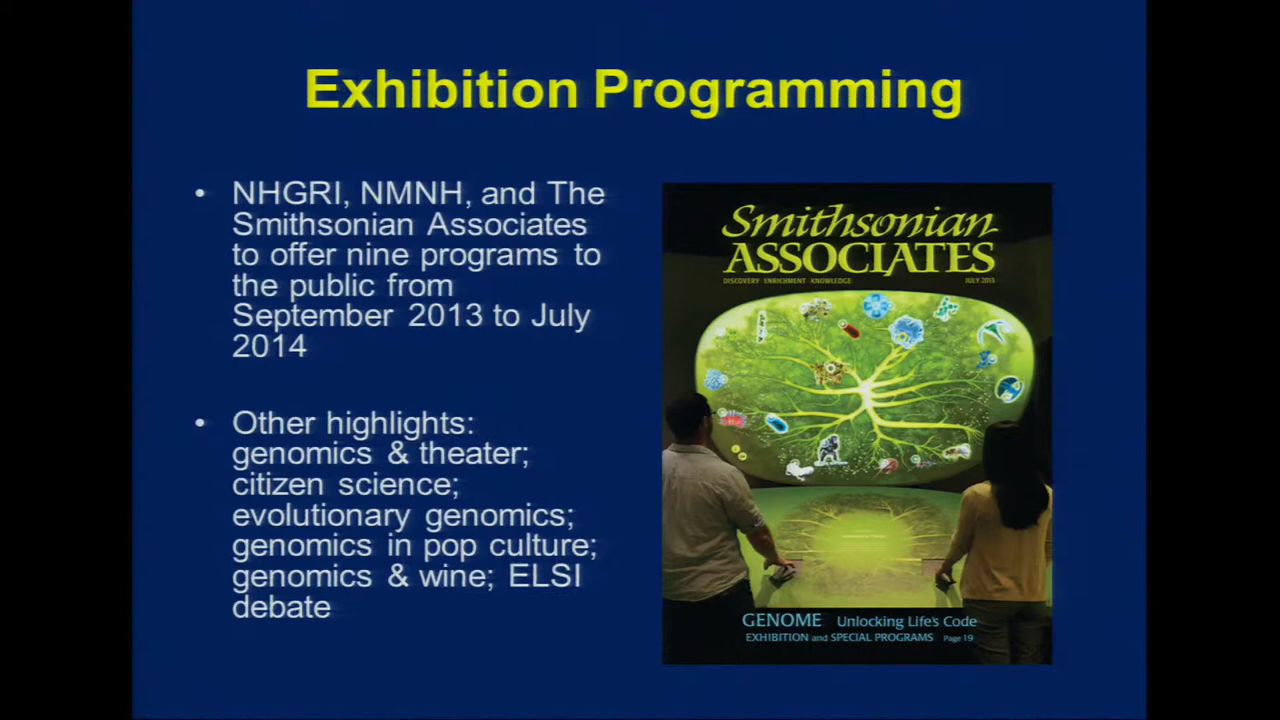 Exhibition Programming
• NHGRI, NMNH, and The
Smithsonian Associates
to offer nine programs to
the public from
September 2013 to July
2014
• Other highlights:
genomics & theater;
citizen science;
evolutionary genomics;
genomics in pop culture;
genomics & wine; ELSI
debate
Smithsonian
ASSOCIATES
DISCOVERY ENRICHMENT KNOWLEDGE JULY 2013
GENOME Unlocking Life's Code
EXHIBITION and SPECIAL PROGRAMS Page 19